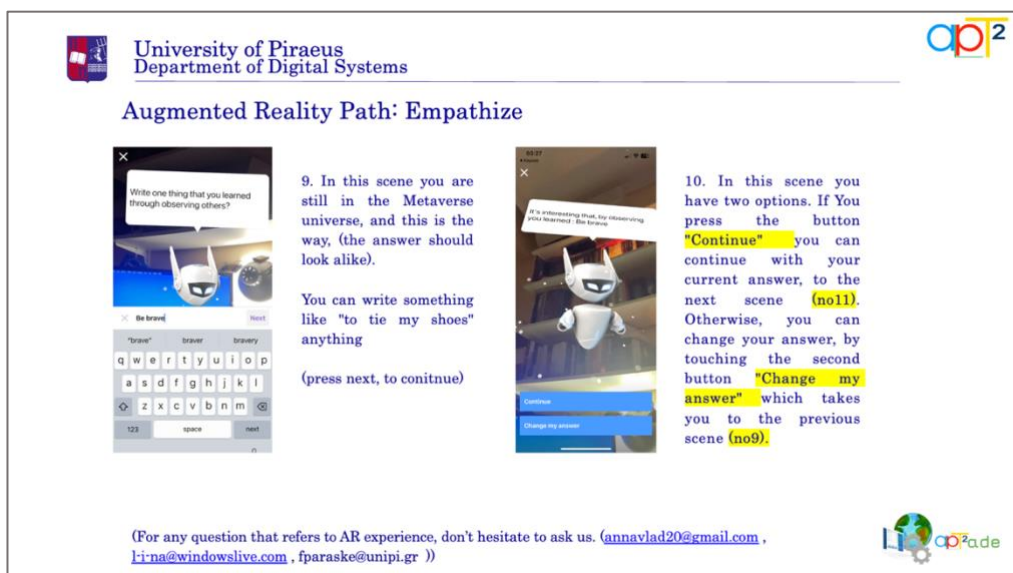 University of Piraeus
Department of Digital Systems
apT²
Augmented Reality Path: Empathize
Write one thing that you learned
through observing others?
Be brave
Next
"brave" braver bravery
q w e r t y u i o p
a s d f g h j k l
z x c v b n m
123 space next
9. In this scene you are
still in the Metaverse
universe, and this is the
way, (the answer should
look alike).
You can write something
like "to tie my shoes"
anything
(press next, to conitnue)
03:27
It's interesting that, by observing
you learned : Be brave
Continue
Change my answer
10. In this scene you
have two options. If You
press the button
"Continue" you can
continue with your
current answer, to the
next scene (no11).
Otherwise, you can
change your answer, by
touching the second
button "Change my
answer" which takes
you to the previous
scene (no9).
(For any question that refers to AR experience, don't hesitate to ask us. (annavlad20@gmail.com ,
l-i-na@windowslive.com , fparaske@unipi.gr ))
apT²ade